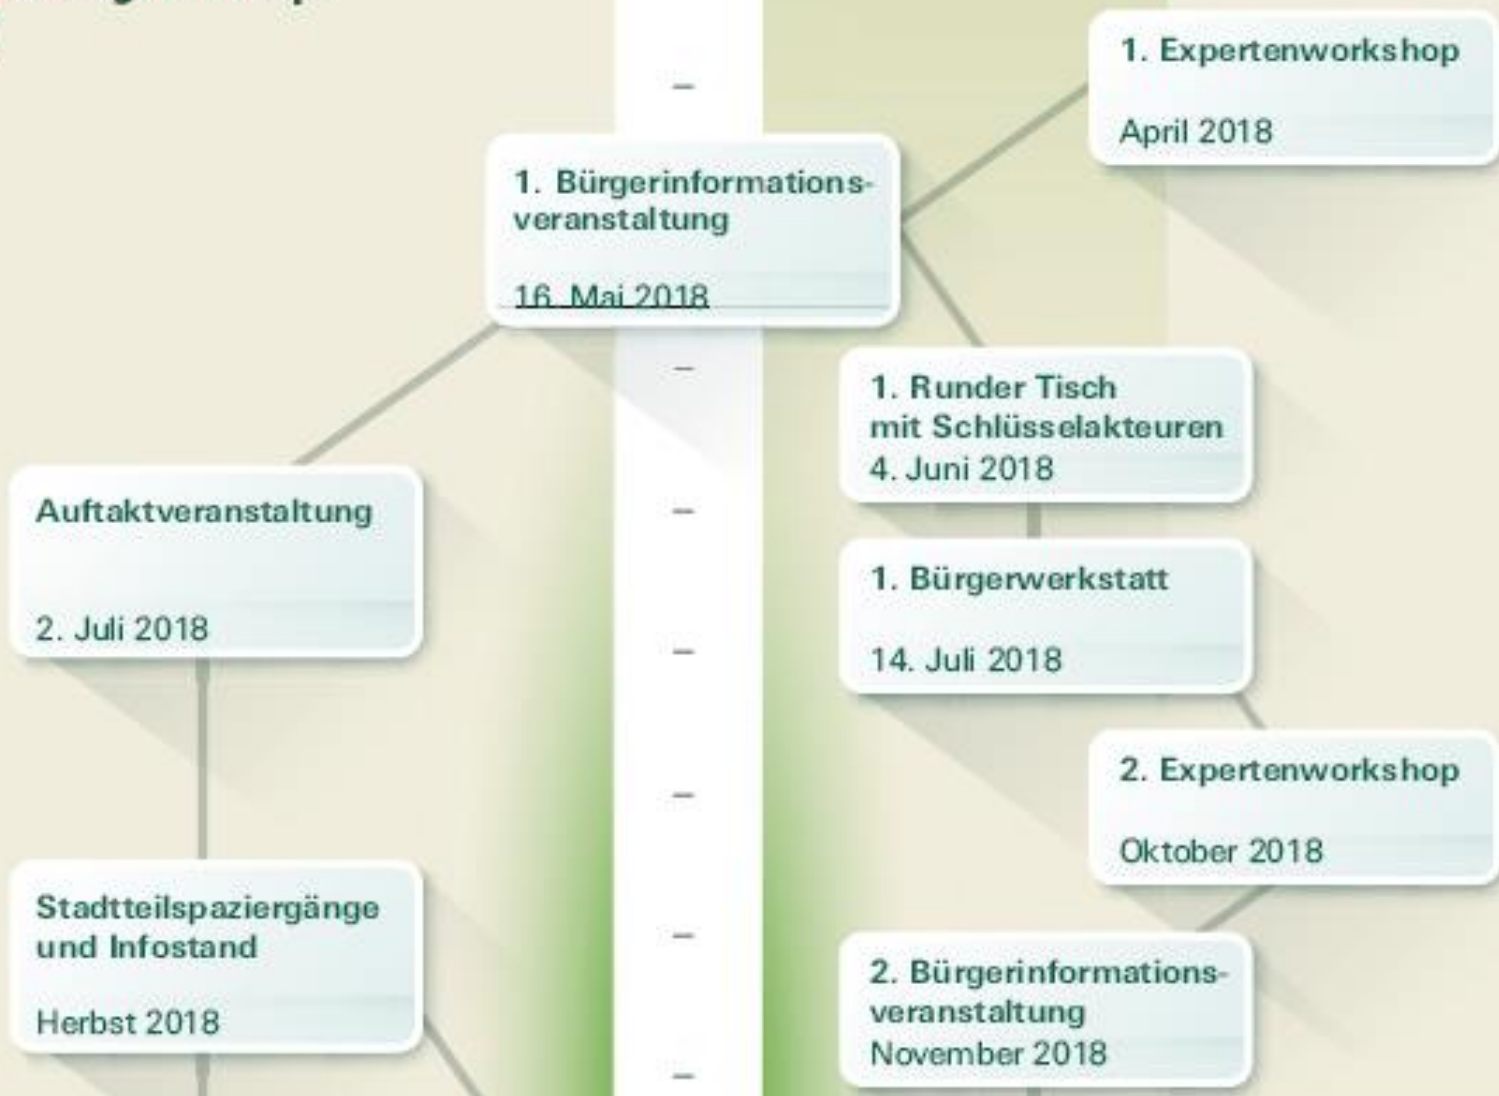 1. Expertenworkshop
April 2018
1. Bürgerinformations-
veranstaltung
16. Mai 2018
1. Runder Tisch
mit Schlüsselakteuren
4. Juni 2018
Auftaktveranstaltung
2. Juli 2018
1. Bürgerwerkstatt
14. Juli 2018
2. Expertenworkshop
Oktober 2018
Stadtteilspaziergänge
und Infostand
Herbst 2018
2. Bürgerinformations-
veranstaltung
November 2018